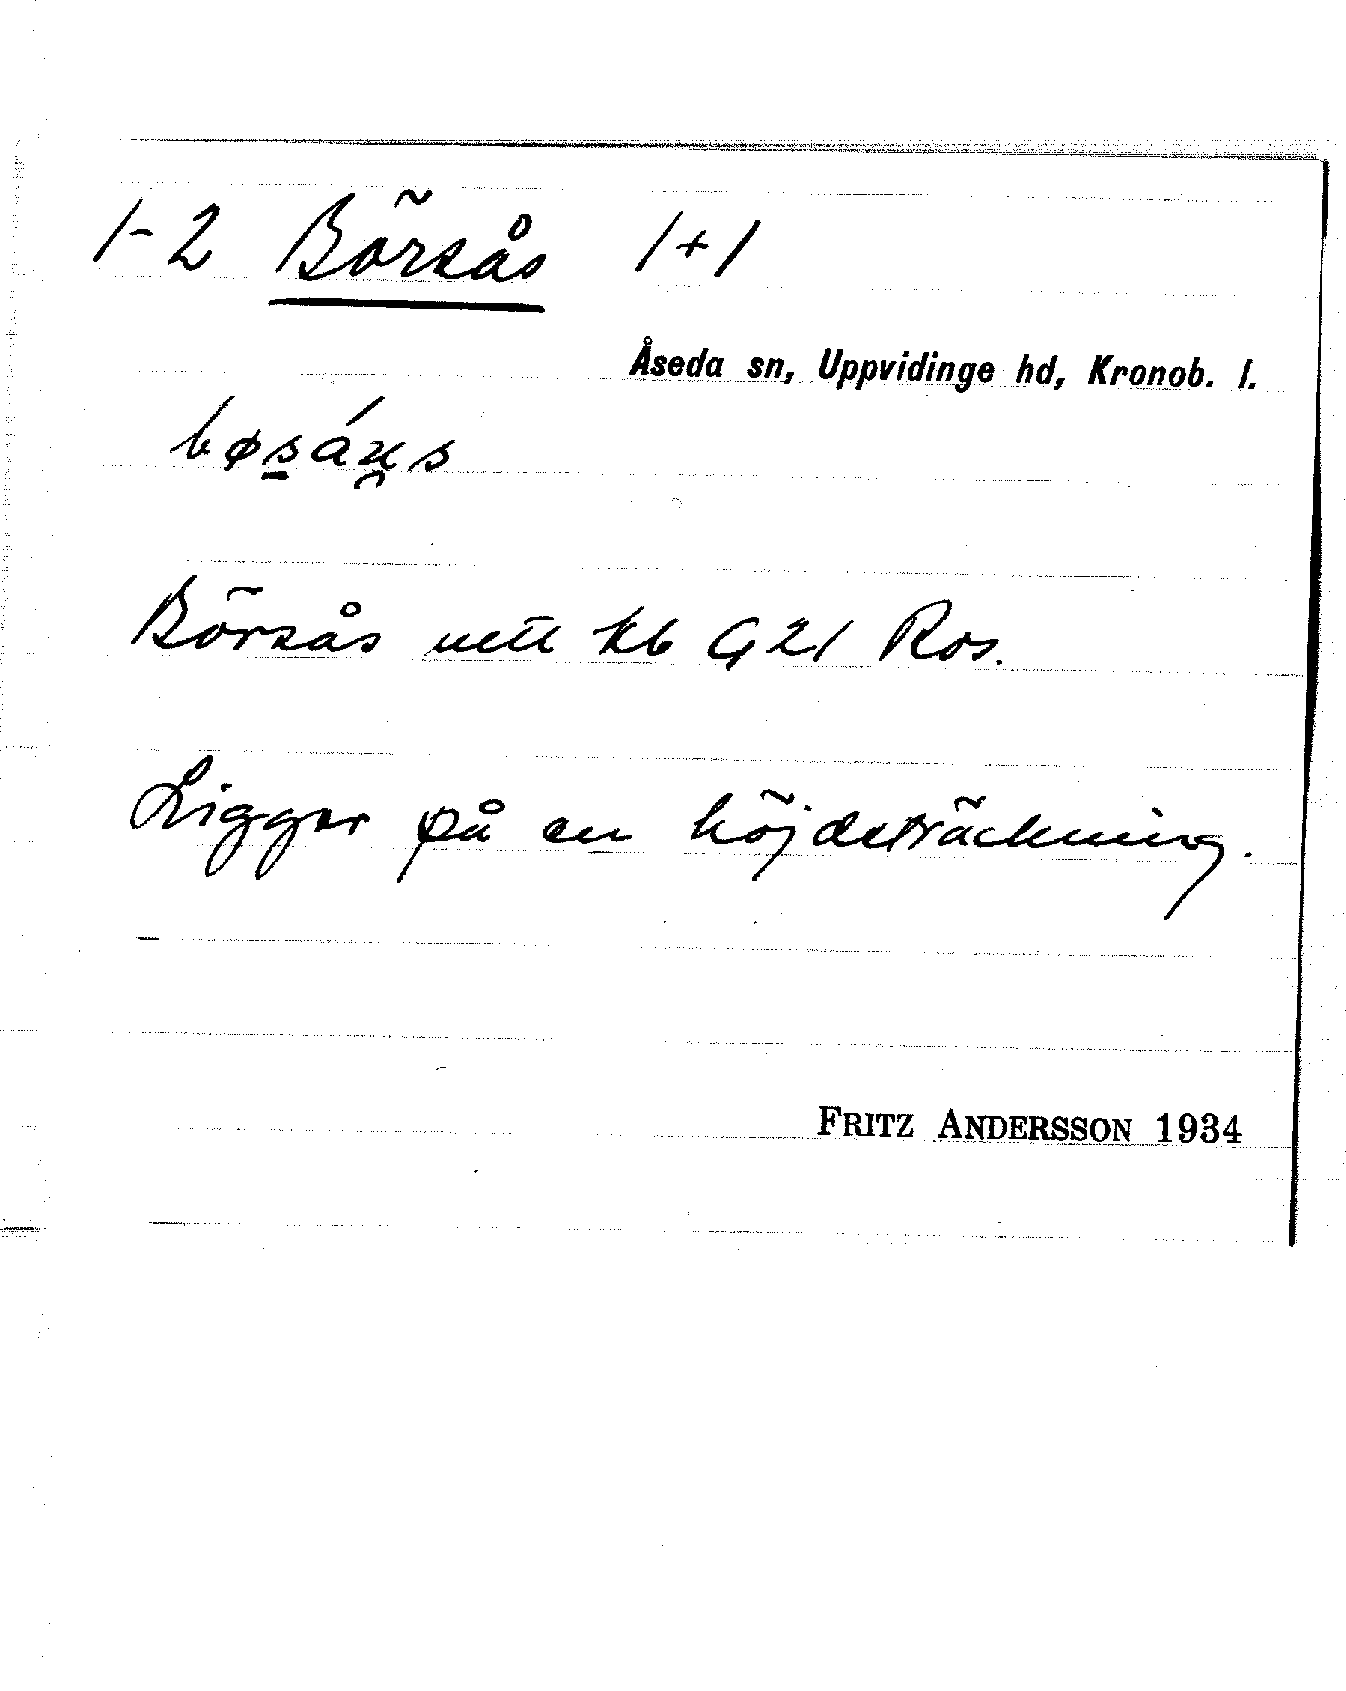 1-2 Börsås 1+1
Åseda sn, Uppvidinge hd, Kronob. l.
Börsås kb G21 Ros.
Ligger på en höjdsträckning.
FRITZ ANDERSSON 1934